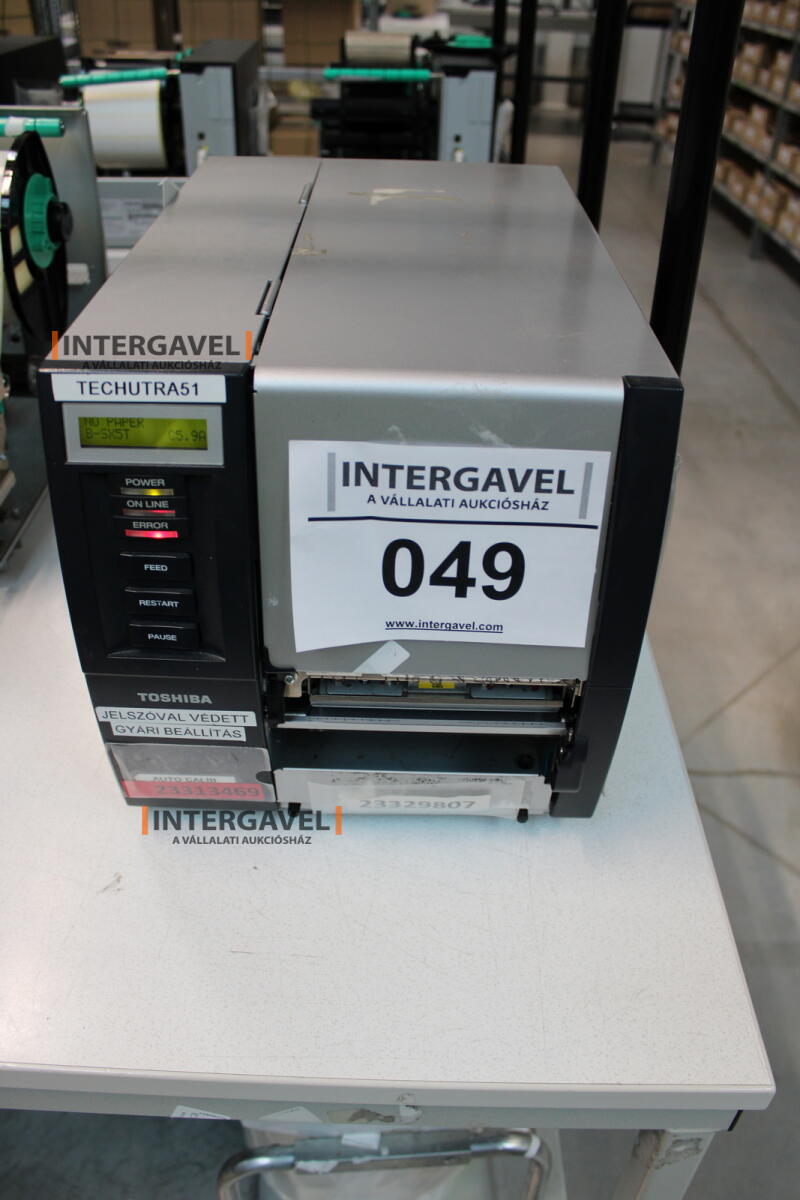 INTERGAVEL
A VÁLLALATI AUKCIÓSHÁZ
TECHUTRA51
NO PAPER
B-SX5T C5.9A
POWER
ON LINE
ERROR
FEED
RESTART
PAUSE
INTERGAVEL
A VÁLLALATI AUKCIÓSHÁZ
049
www.intergavel.com
TOSHIBA
JELSZÓVAL VÉDETT
GYÁRI BEÁLLÍTÁS
AUTO CALIB
23313469
23329807
INTERGAVEL
A VÁLLALATI AUKCIÓSHÁZ